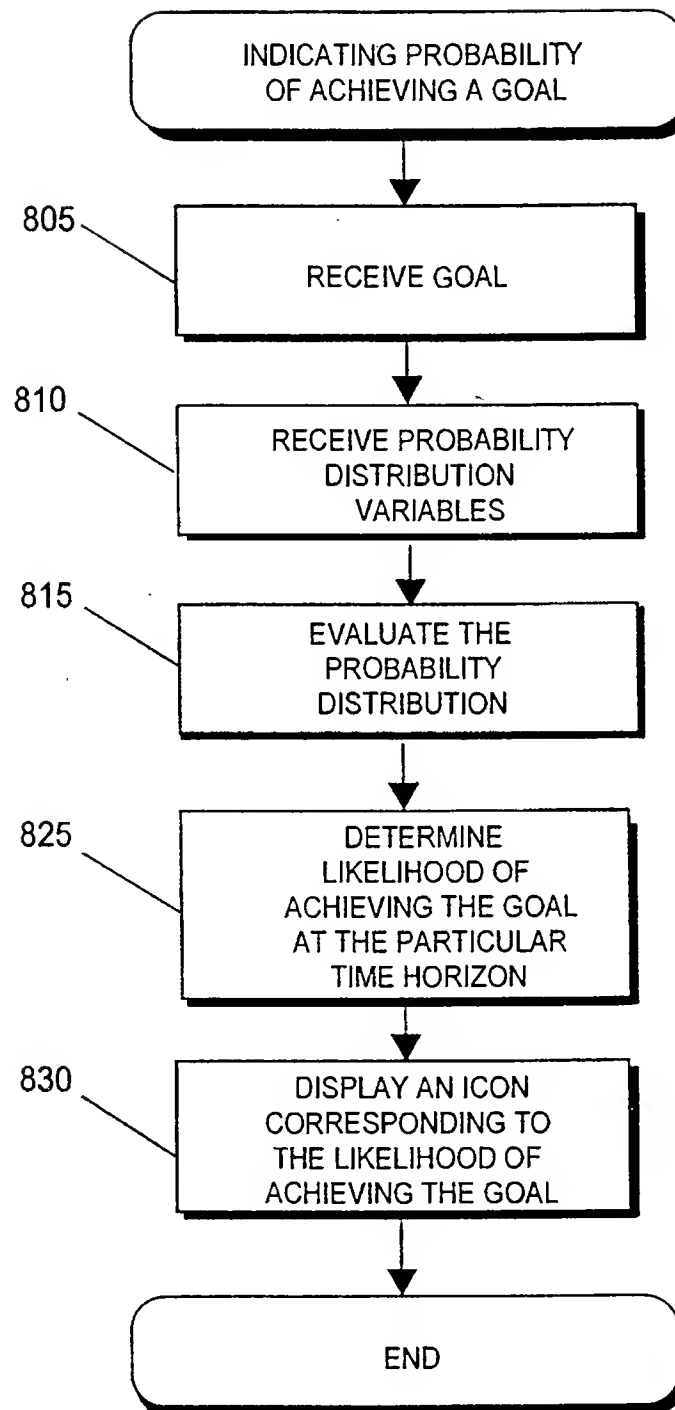 INDICATING PROBABILITY
OF ACHIEVING A GOAL
805
RECEIVE GOAL
810
RECEIVE PROBABILITY
DISTRIBUTION
VARIABLES
815
EVALUATE THE
PROBABILITY
DISTRIBUTION
825
DETERMINE
LIKELIHOOD OF
ACHIEVING THE GOAL
AT THE PARTICULAR
TIME HORIZON
830
DISPLAY AN ICON
CORRESPONDING TO
THE LIKELIHOOD OF
ACHIEVING THE GOAL
END